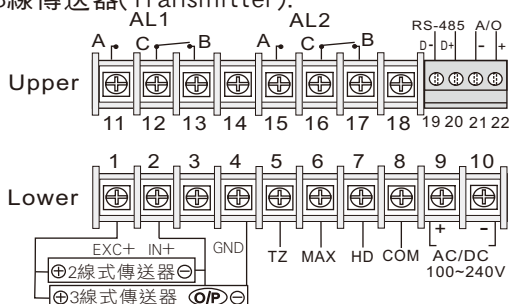 3線傳送器(Transmitter).
AL1 AL2
A C B A C B RS-485 A/O
D- D+ - +
Upper
11 12 13 14 15 16 17 18 19 20 21 22
1 2 3 4 5 6 7 8 9 10
Lower
+ -
EXC+ IN+ GND TZ MAX HD COM AC/DC
100~240V
⊕2線式傳送器⊖
⊕3線式傳送器 O/P ⊖